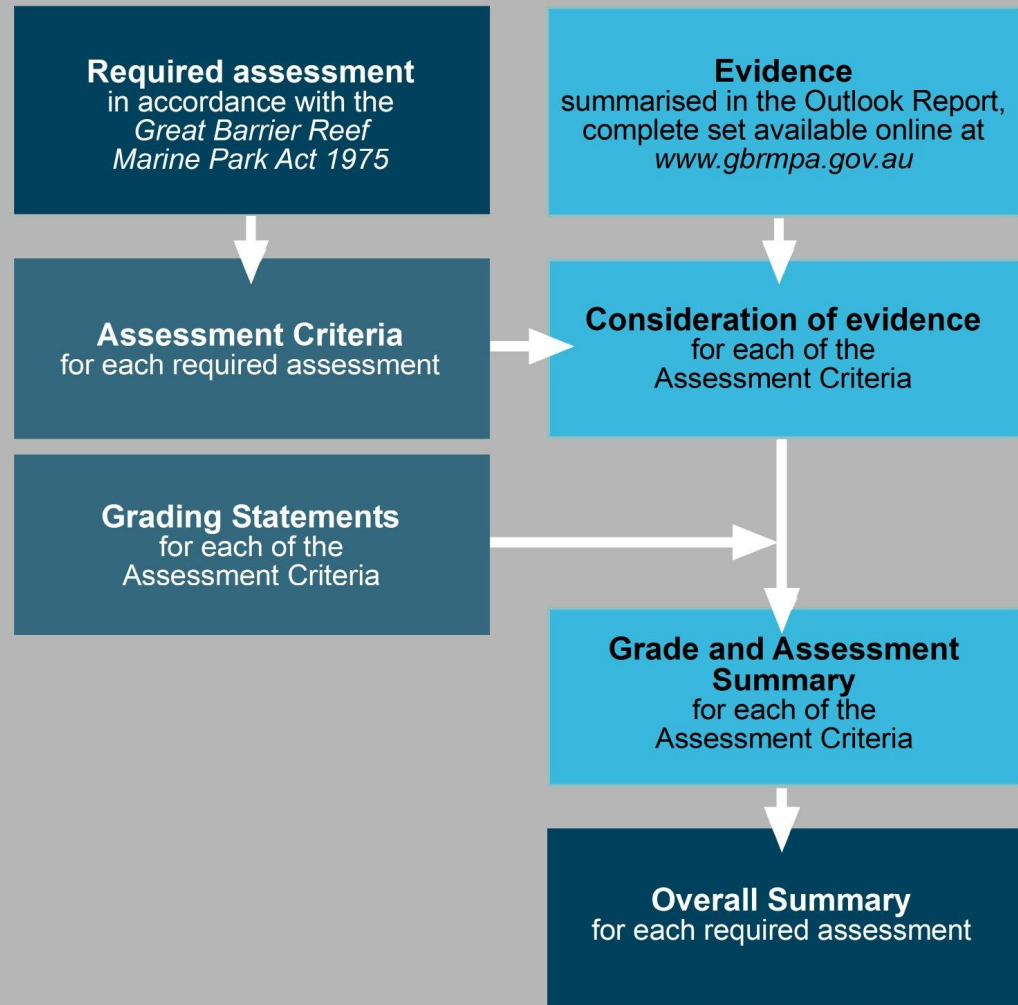 Required assessment
in accordance with the
Great Barrier Reef
Marine Park Act 1975
Evidence
summarised in the Outlook Report,
complete set available online at
www.gbrmpa.gov.au
Assessment Criteria
for each required assessment
Consideration of evidence
for each of the
Assessment Criteria
Grading Statements
for each of the
Assessment Criteria
Grade and Assessment
Summary
for each of the
Assessment Criteria
Overall Summary
for each required assessment